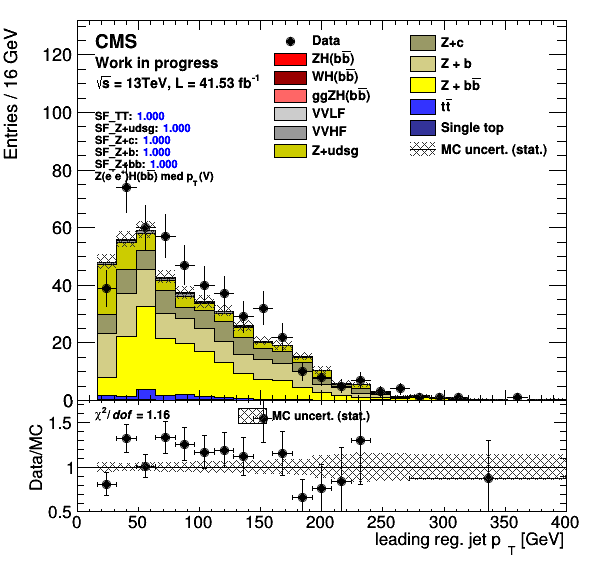 CMS
Work in progress
√s = 13TeV, L = 41.53 fb⁻¹
SF_TT: 1.000
SF_Z+udsg: 1.000
SF_Z+c: 1.000
SF_Z+b: 1.000
SF_Z+bb: 1.000
Z(e⁻e⁺)H(bb̅) med p_T(V)
Data
ZH(bb̅)
WH(bb̅)
ggZH(bb̅)
VVLF
VVHF
Z+udsg
Z+c
Z + b
Z + bb̅
tt̅
Single top
MC uncert. (stat.)
Entries / 16 GeV
120
100
80
60
40
20
0
χ²/dof = 1.16
MC uncert. (stat.)
Data/MC
1.5
1
0.5
0 50 100 150 200 250 300 350 400
leading reg. jet p_T [GeV]